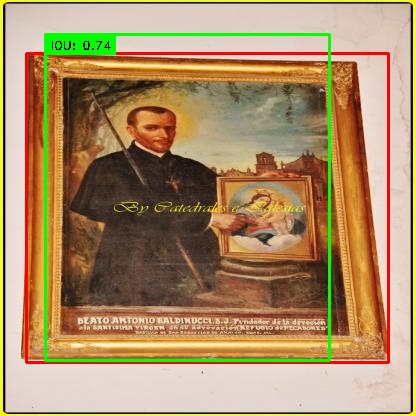 IOU: 0.74
By Catedrales e Iglesias
BEATO ANTONIO BALDINUCCI, S.J. Fundador de la devoción
a la SANTISIMA VIRGEN en su advocación REFUGIO de PECADORES